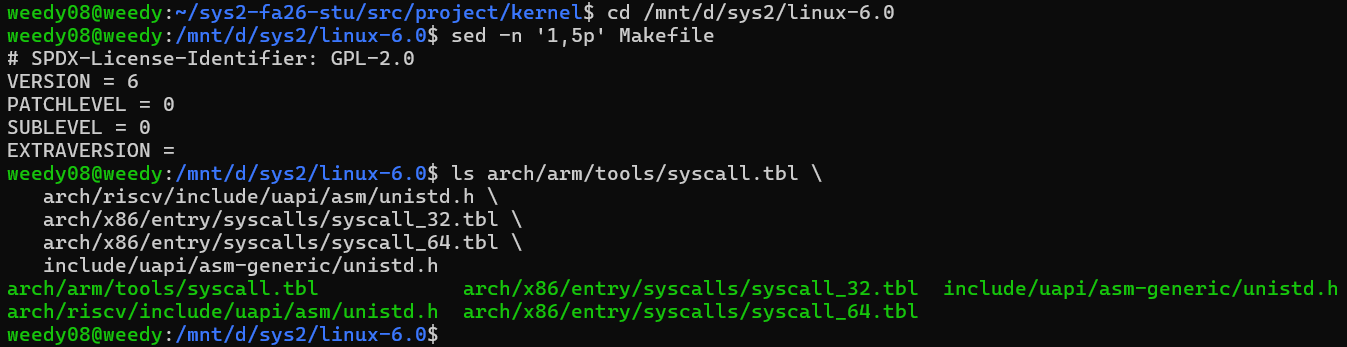 weedy08@weedy:~/sys2-fa26-stu/src/project/kernel$ cd /mnt/d/sys2/linux-6.0
weedy08@weedy:/mnt/d/sys2/linux-6.0$ sed -n '1,5p' Makefile
# SPDX-License-Identifier: GPL-2.0
VERSION = 6
PATCHLEVEL = 0
SUBLEVEL = 0
EXTRAVERSION =
weedy08@weedy:/mnt/d/sys2/linux-6.0$ ls arch/arm/tools/syscall.tbl \
   arch/riscv/include/uapi/asm/unistd.h \
   arch/x86/entry/syscalls/syscall_32.tbl \
   arch/x86/entry/syscalls/syscall_64.tbl \
   include/uapi/asm-generic/unistd.h
arch/arm/tools/syscall.tbl            arch/x86/entry/syscalls/syscall_32.tbl  include/uapi/asm-generic/unistd.h
arch/riscv/include/uapi/asm/unistd.h  arch/x86/entry/syscalls/syscall_64.tbl
weedy08@weedy:/mnt/d/sys2/linux-6.0$